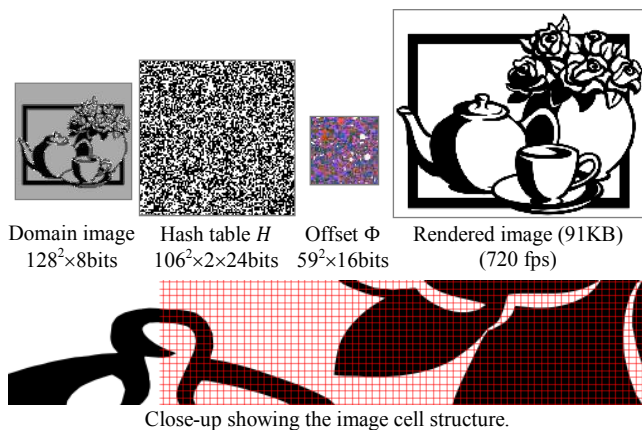 Domain image
128²×8bits
Hash table H
106²×2×24bits
Offset Φ
59²×16bits
Rendered image (91KB)
(720 fps)
Close-up showing the image cell structure.